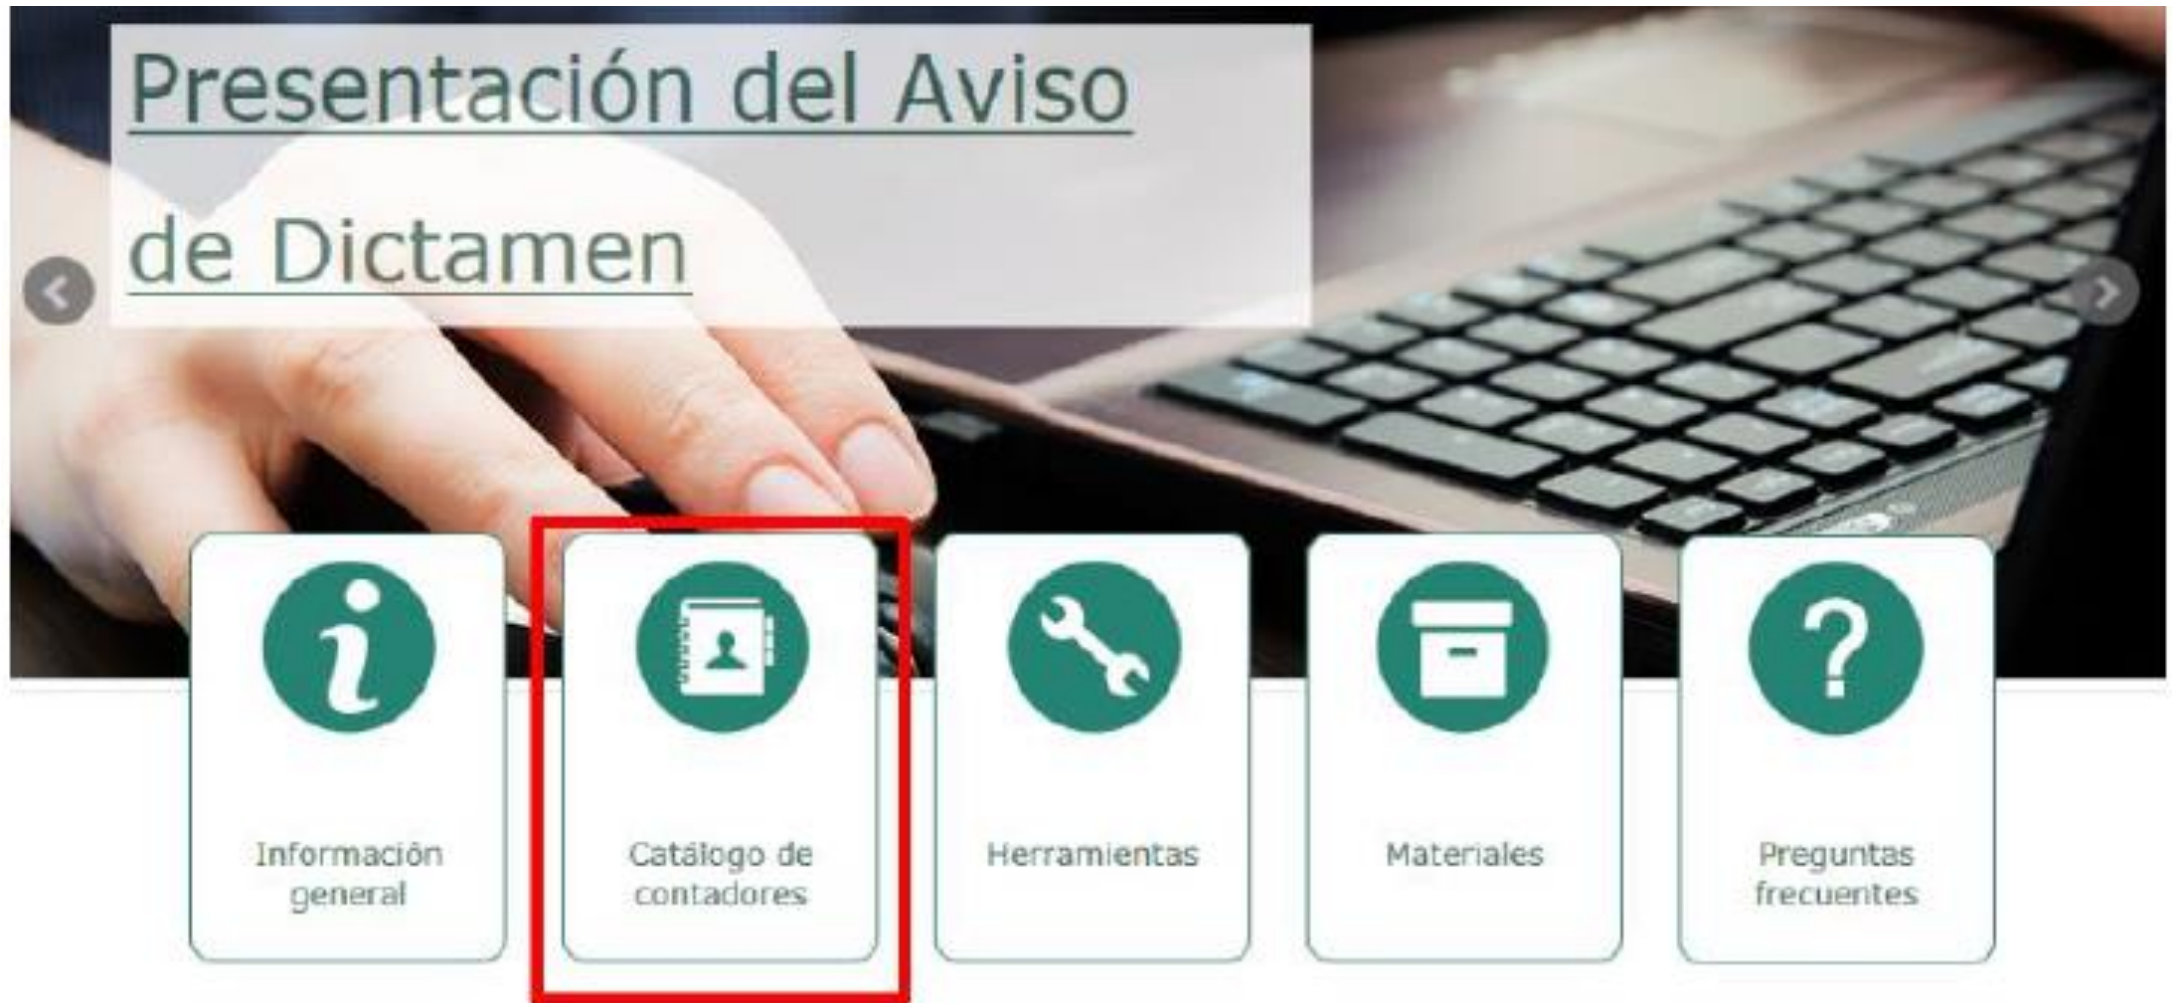 Presentación del Aviso
de Dictamen
Información
general
Catálogo de
contadores
Herramientas
Materiales
Preguntas
frecuentes